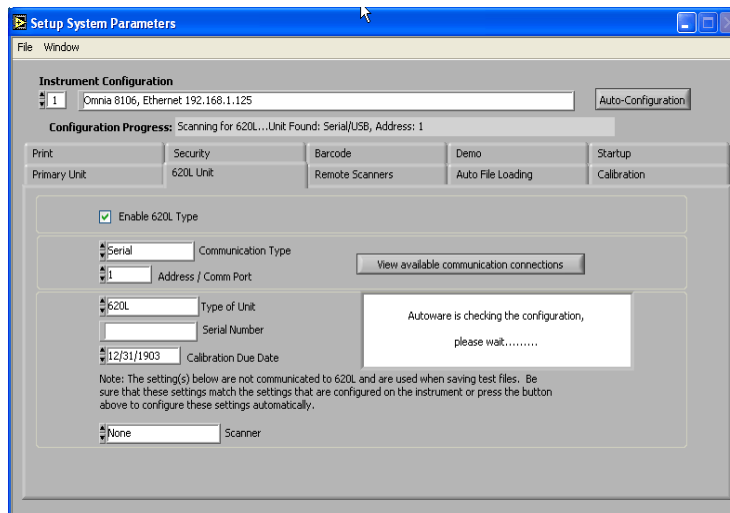 Setup System Parameters
File Window
Instrument Configuration
1 Omnia 8106, Ethernet 192.168.1.125 Auto-Configuration
Configuration Progress: Scanning for 620L...Unit Found: Serial/USB, Address: 1
Print Security Barcode Demo Startup
Primary Unit 620L Unit Remote Scanners Auto File Loading Calibration
Enable 620L Type
Serial Communication Type
View available communication connections
1 Address / Comm Port
620L Type of Unit
Serial Number
12/31/1903 Calibration Due Date
Autoware is checking the configuration,
please wait.........
Note: The setting(s) below are not communicated to 620L and are used when saving test files. Be
sure that these settings match the settings that are configured on the instrument or press the button
above to configure these settings automatically.
None Scanner